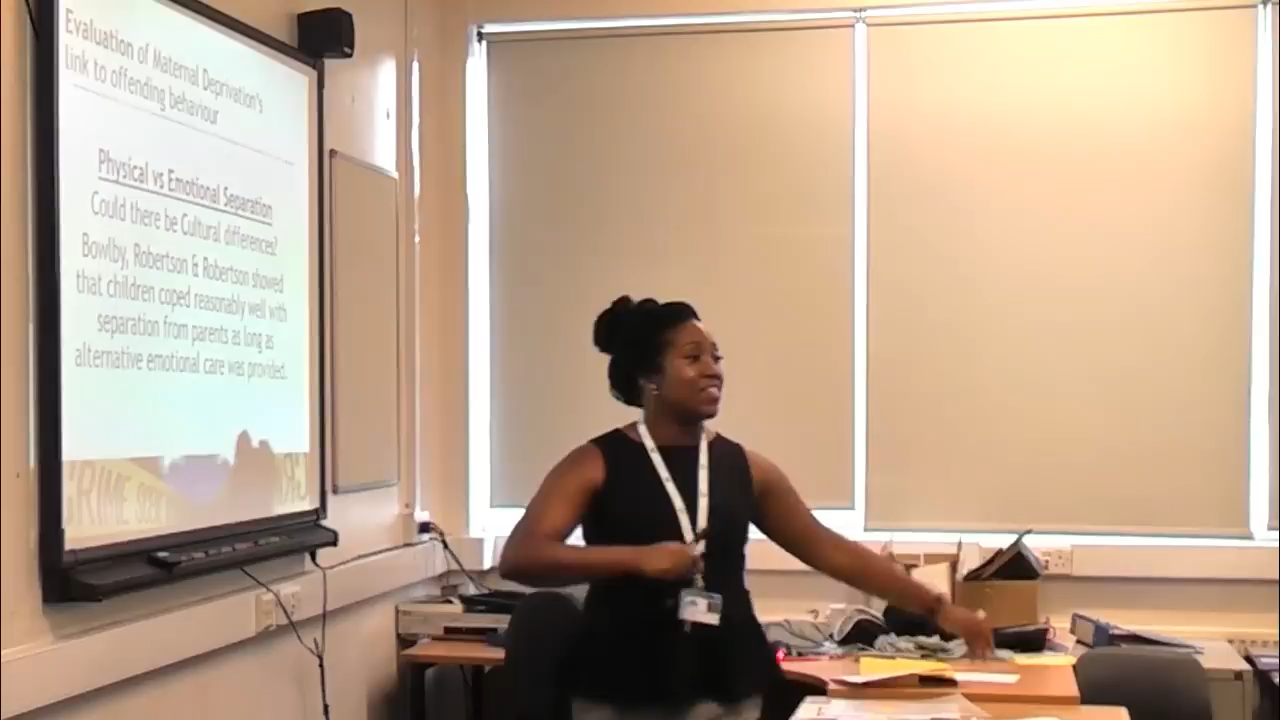 Evaluation of Maternal Deprivation's
link to offending behaviour
Physical vs Emotional Separation
Could there be Cultural differences?
Bowlby, Robertson & Robertson showed
that children coped reasonably well with
separation from parents as long as
alternative emotional care was provided.
CRIME